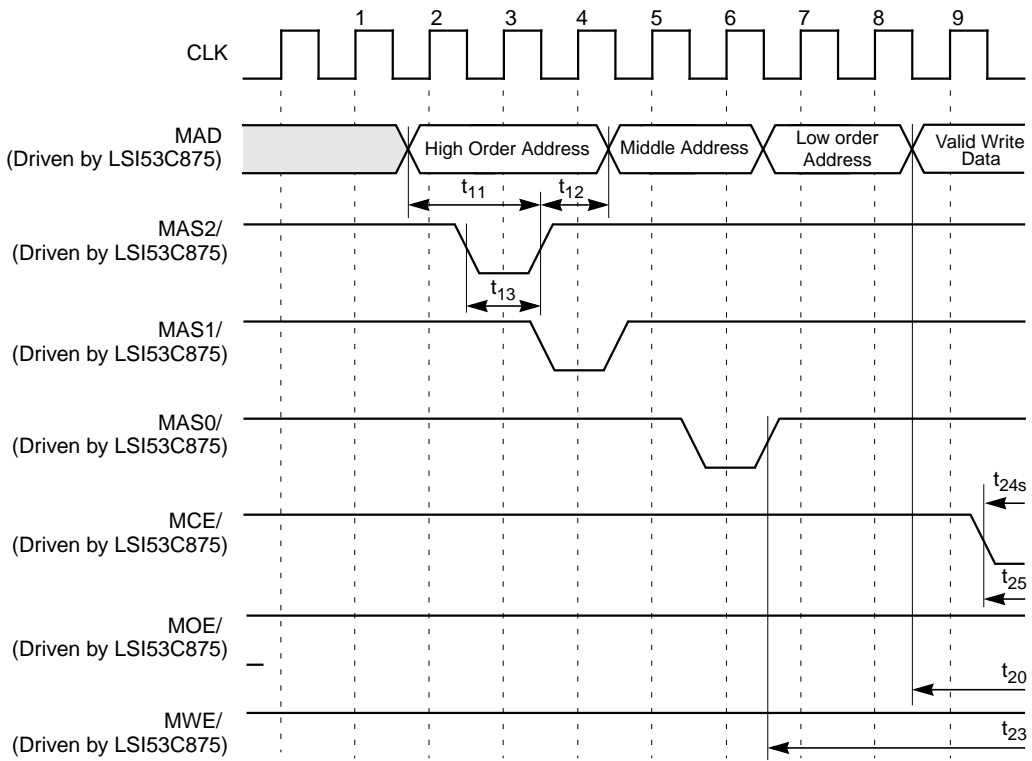 1 2 3 4 5 6 7 8 9
CLK
MAD
(Driven by LSI53C875)
High Order Address
Middle Address
Low order
Address
Valid Write
Data
t11
t12
MAS2/
(Driven by LSI53C875)
t13
MAS1/
(Driven by LSI53C875)
MAS0/
(Driven by LSI53C875)
t24s
MCE/
(Driven by LSI53C875)
t25
MOE/
(Driven by LSI53C875)
t20
MWE/
(Driven by LSI53C875)
t23